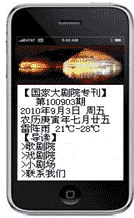 【国家大剧院专刊】
第100903期
2010年9月3日 周五
农历庚寅年七月廿五
雷阵雨 21℃-28℃
【导读】
>歌剧院
>戏剧院
>小剧场
>联系我们